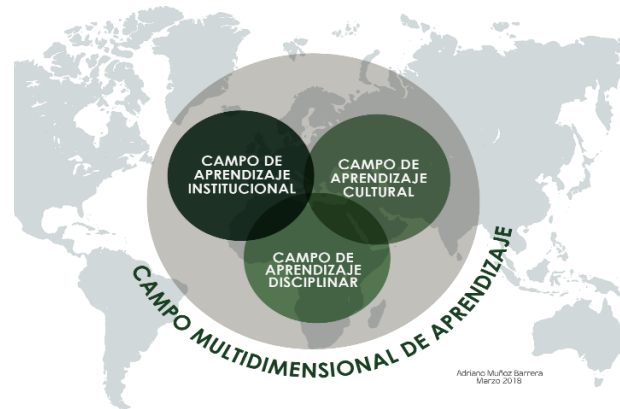 CAMPO DE
APRENDIZAJE
INSTITUCIONAL
CAMPO DE
APRENDIZAJE
CULTURAL
CAMPO DE
APRENDIZAJE
DISCIPLINAR
CAMPO MULTIDIMENSIONAL DE APRENDIZAJE
Adriano Muñoz Barrera
Marzo 2018